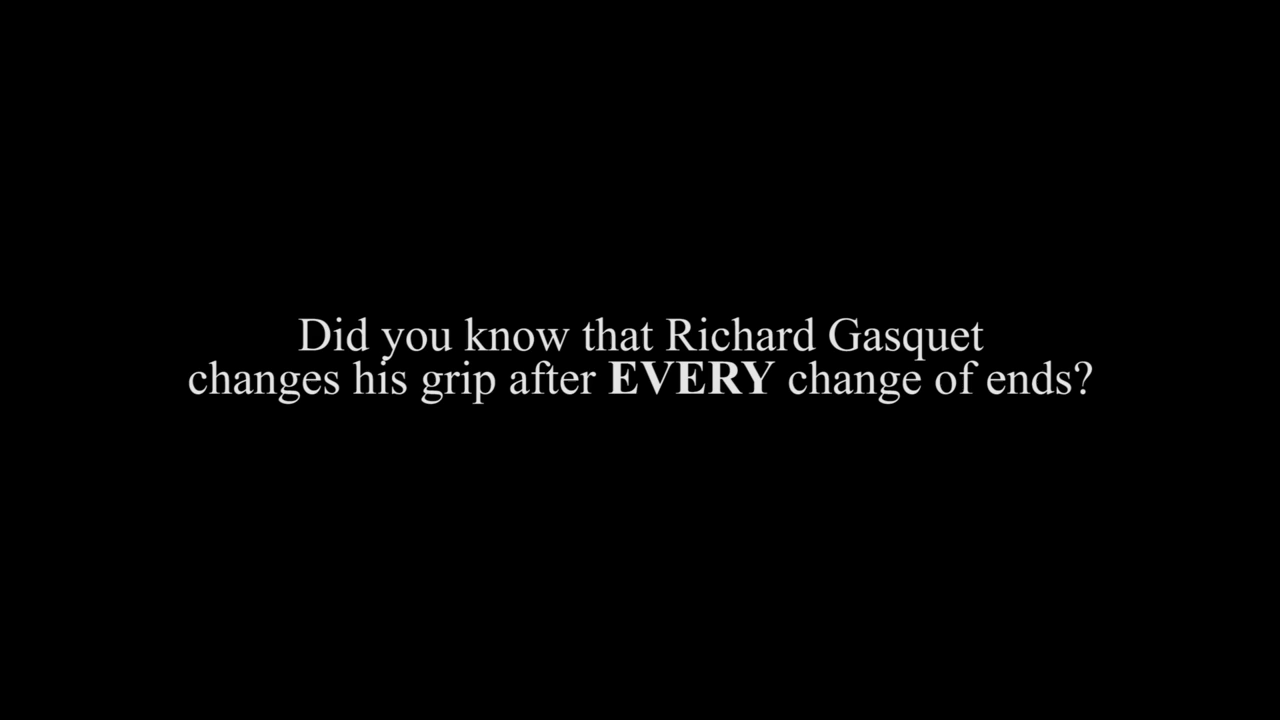 Did you know that Richard Gasquet
changes his grip after EVERY change of ends?